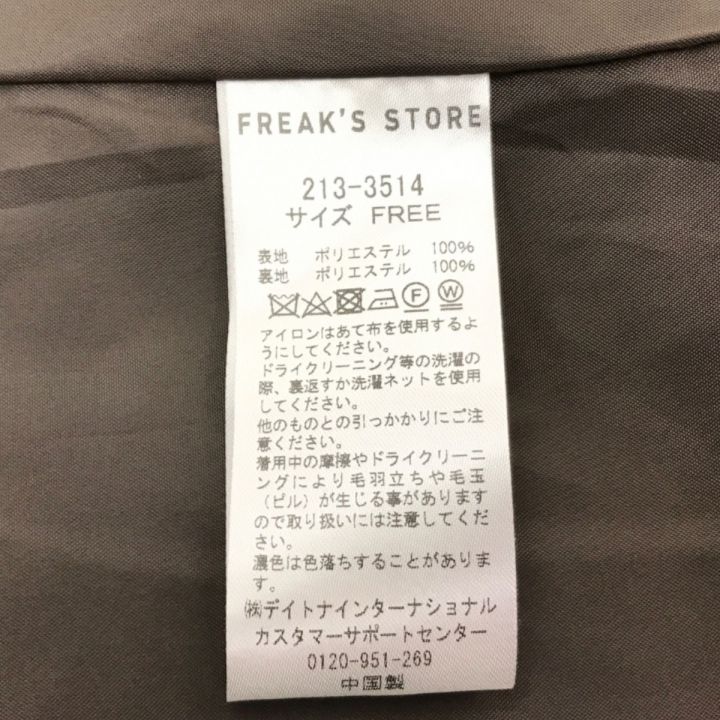 FREAK'S STORE
213-3514
サイズ FREE
表地 ポリエステル 100%
裏地 ポリエステル 100%
F W
アイロンはあて布を使用するよ
うにしてください。
ドライクリーニング等の洗濯の
際、裏返すか洗濯ネットを使用
してください。
他のものとの引っかかりにご注
意ください。
着用中の摩擦やドライクリーニ
ングにより毛羽立ちや毛玉
(ピル)が生じる事があります
ので取り扱いには注意してくだ
さい。
濃色は色落ちすることがありま
す。
㈱デイトナインターナショナル
カスタマーサポートセンター
0120-951-269
中国製